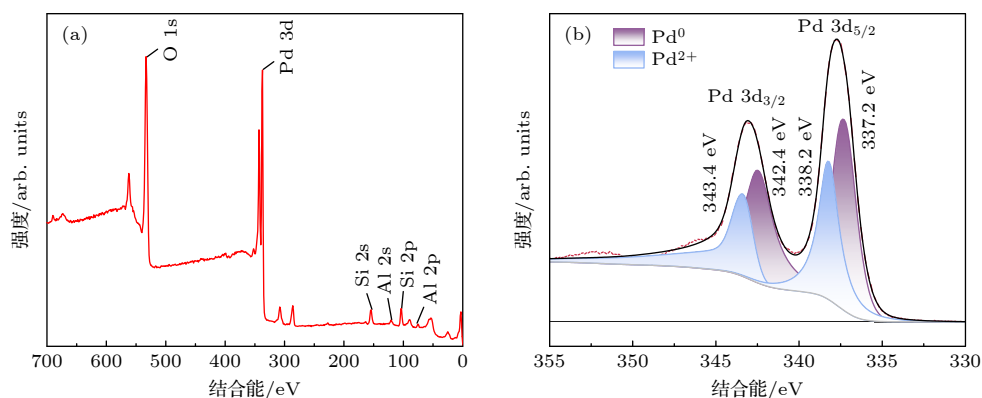 (a)
O 1s
Pd 3d
Si 2s
Al 2s
Si 2p
Al 2p
强度/arb. units
700
600
500
400
300
200
100
0
结合能/eV
(b)
Pd⁰
Pd²⁺
Pd 3d₅/₂
Pd 3d₃/₂
343.4 eV
342.4 eV
338.2 eV
337.2 eV
强度/arb. units
355
350
345
340
335
330
结合能/eV